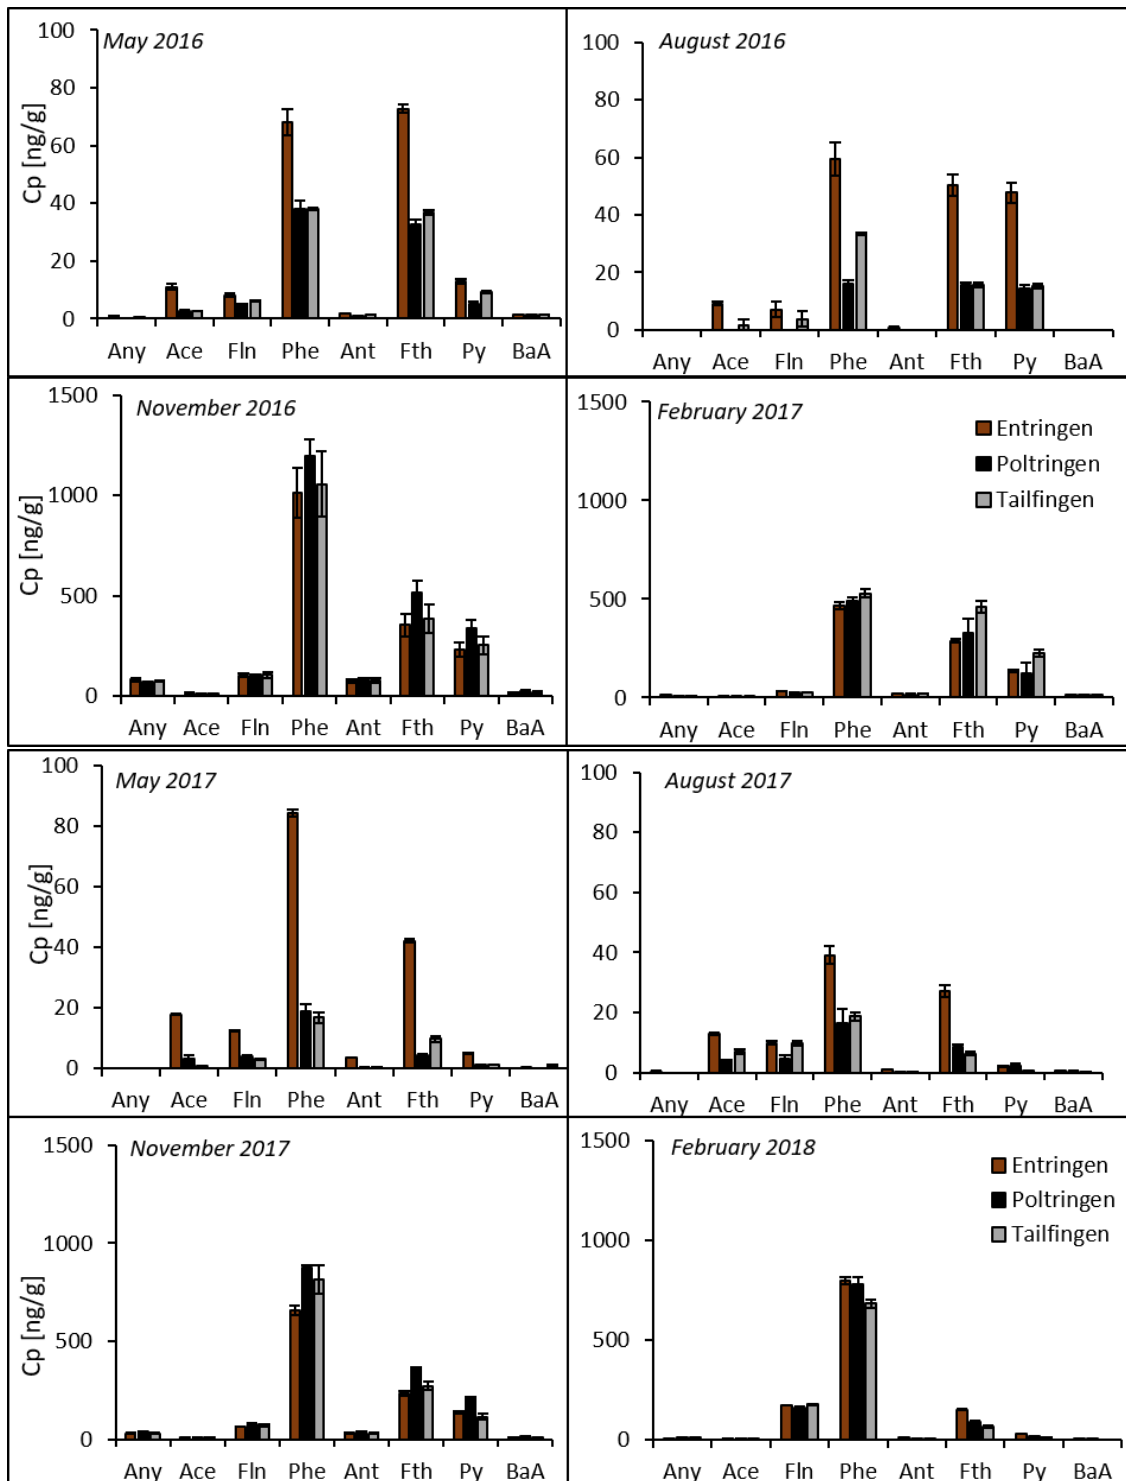 May 2016
Cp [ng/g]
100
80
60
40
20
0
Any Ace Fln Phe Ant Fth Py BaA
August 2016
100
80
60
40
20
0
Any Ace Fln Phe Ant Fth Py BaA
November 2016
Cp [ng/g]
1500
1000
500
0
Any Ace Fln Phe Ant Fth Py BaA
February 2017
1500
1000
500
0
Entringen
Poltringen
Tailfingen
Any Ace Fln Phe Ant Fth Py BaA
May 2017
Cp [ng/g]
100
80
60
40
20
0
Any Ace Fln Phe Ant Fth Py BaA
August 2017
100
80
60
40
20
0
Any Ace Fln Phe Ant Fth Py BaA
November 2017
Cp [ng/g]
1500
1000
500
0
Any Ace Fln Phe Ant Fth Py BaA
February 2018
1500
1000
500
0
Entringen
Poltringen
Tailfingen
Any Ace Fln Phe Ant Fth Py BaA